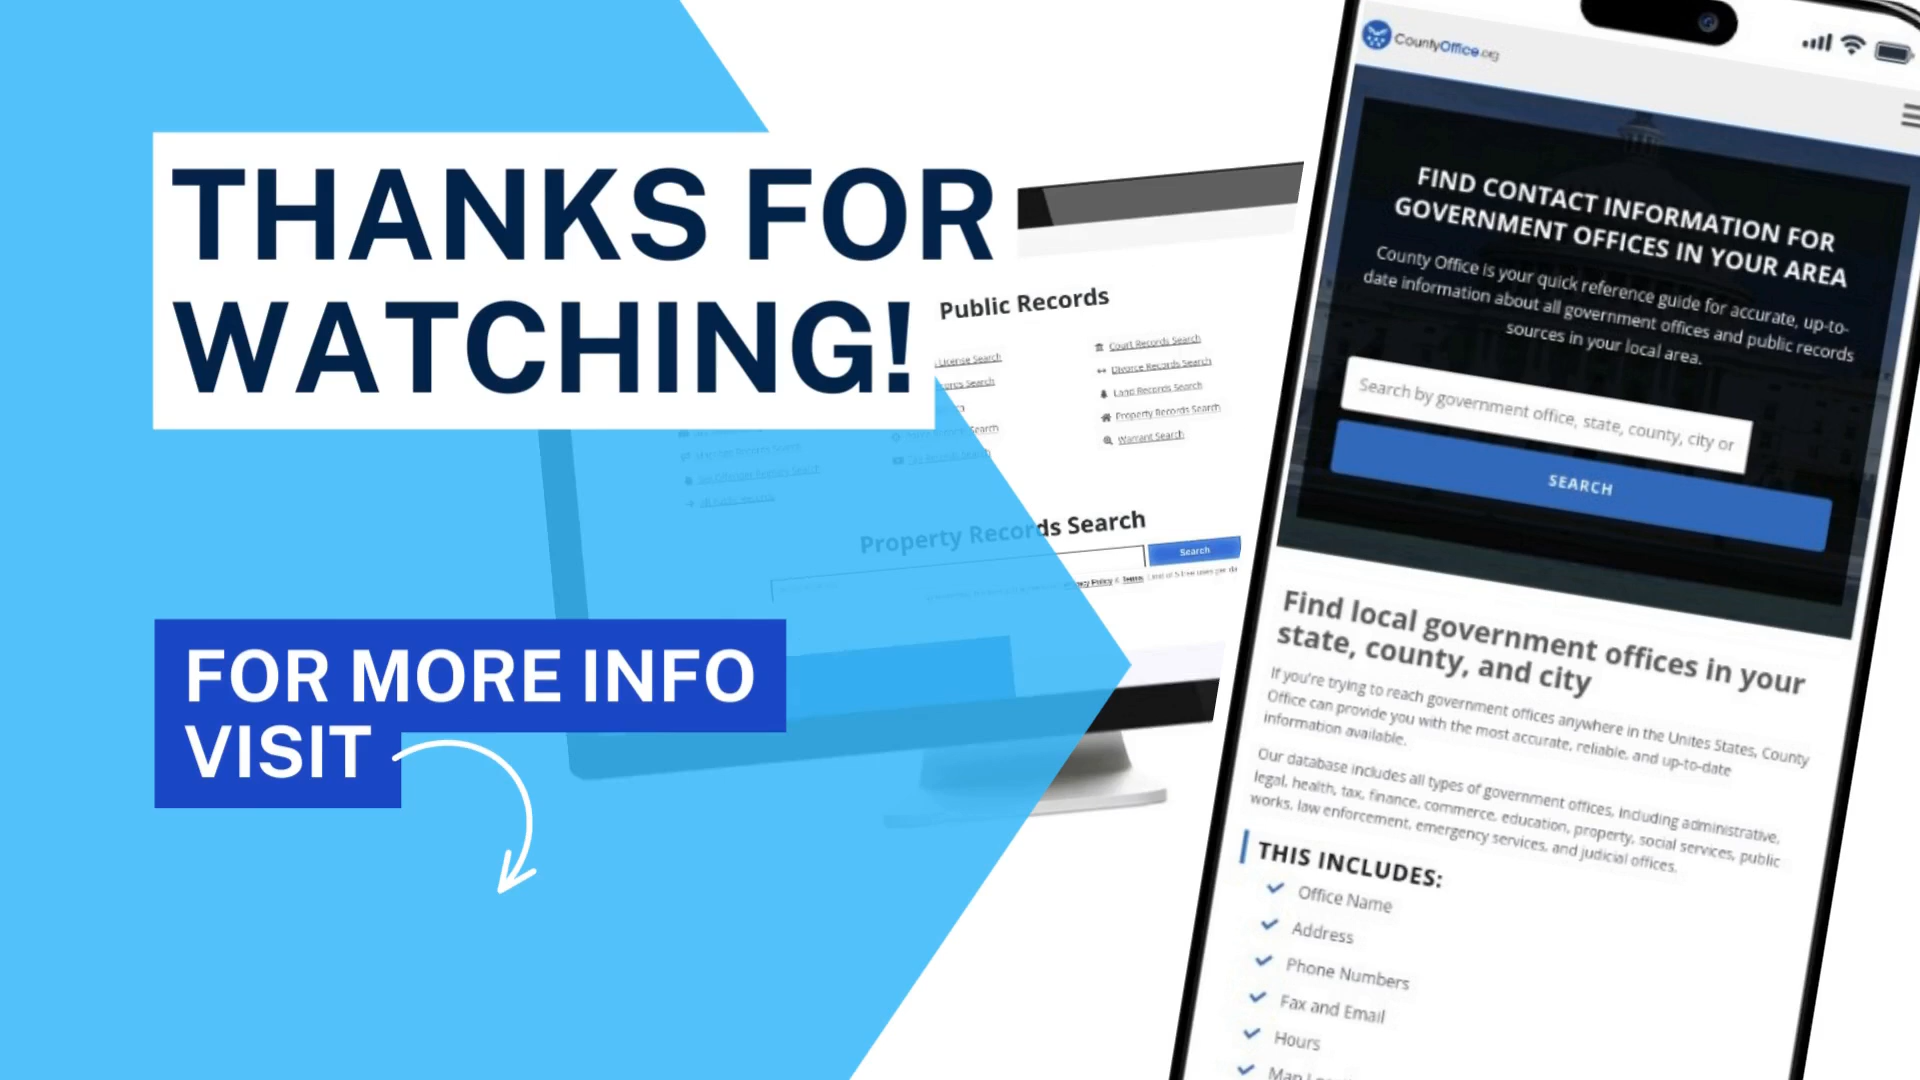 THANKS FOR
WATCHING!
FOR MORE INFO
VISIT
Public Records
License Search
Search
Search
Court Records Search
Divorce Records Search
Land Records Search
Property Records Search
Warrant Search
Property Records Search
Search
Policy & Terms
CountyOffice.org
FIND CONTACT INFORMATION FOR
GOVERNMENT OFFICES IN YOUR AREA
County Office is your quick reference guide for accurate, up-to-
date information about all government offices and public records
sources in your local area.
Search by government office, state, county, city or
SEARCH
Find local government offices in your
state, county, and city
If you're trying to reach government offices anywhere in the Unites States, County
Office can provide you with the most accurate, reliable, and up-to-date
information available.
Our database includes all types of government offices, including administrative,
legal, health, tax, finance, commerce, education, property, social services, public
works, law enforcement, emergency services, and judicial offices.
THIS INCLUDES:
Office Name
Address
Phone Numbers
Fax and Email
Hours